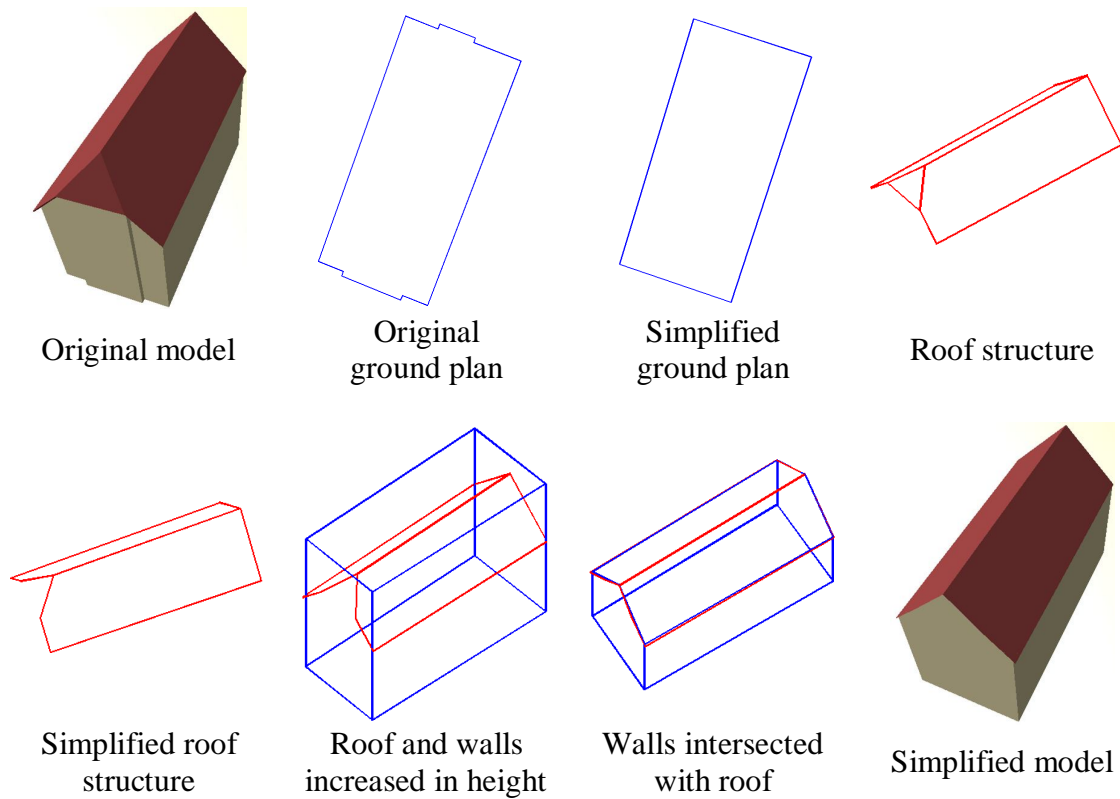 Original model
Original
ground plan
Simplified
ground plan
Roof structure
Simplified roof
structure
Roof and walls
increased in height
Walls intersected
with roof
Simplified model